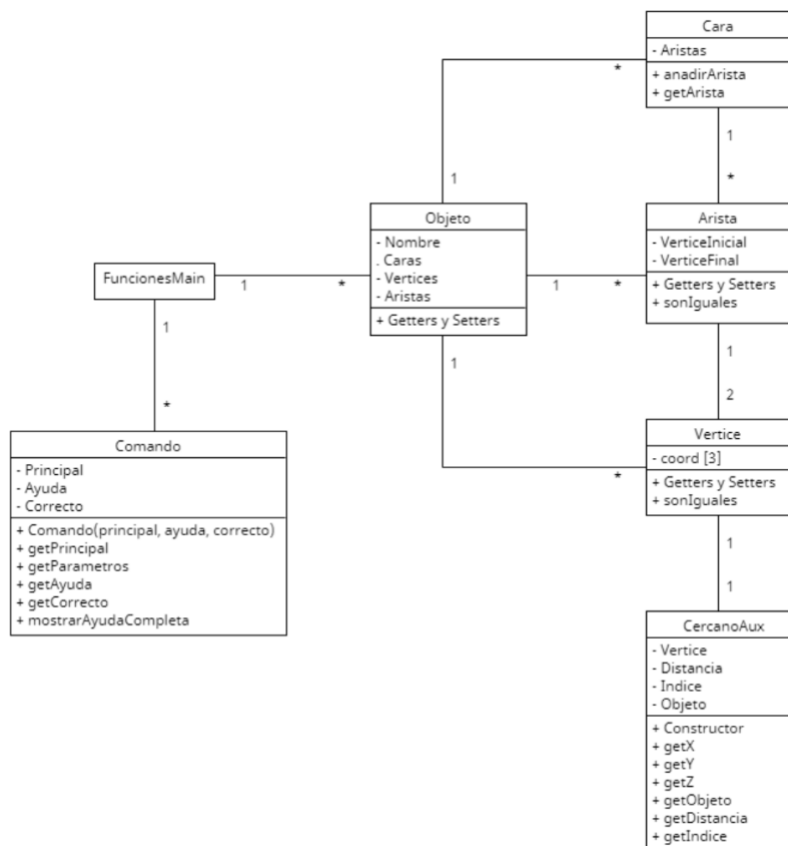 Cara
- Aristas
+ anadirArista
+ getArista
*
1
1
*
Objeto
- Nombre
. Caras
- Vertices
- Aristas
+ Getters y Setters
Arista
- VerticeInicial
- VerticeFinal
+ Getters y Setters
+ sonIguales
FuncionesMain
1
*
1
*
1
*
1
1
2
Comando
- Principal
- Ayuda
- Correcto
+ Comando(principal, ayuda, correcto)
+ getPrincipal
+ getParametros
+ getAyuda
+ getCorrecto
+ mostrarAyudaCompleta
Vertice
- coord [3]
+ Getters y Setters
+ sonIguales
*
1
1
CercanoAux
- Vertice
- Distancia
- Indice
- Objeto
+ Constructor
+ getX
+ getY
+ getZ
+ getObjeto
+ getDistancia
+ getIndice